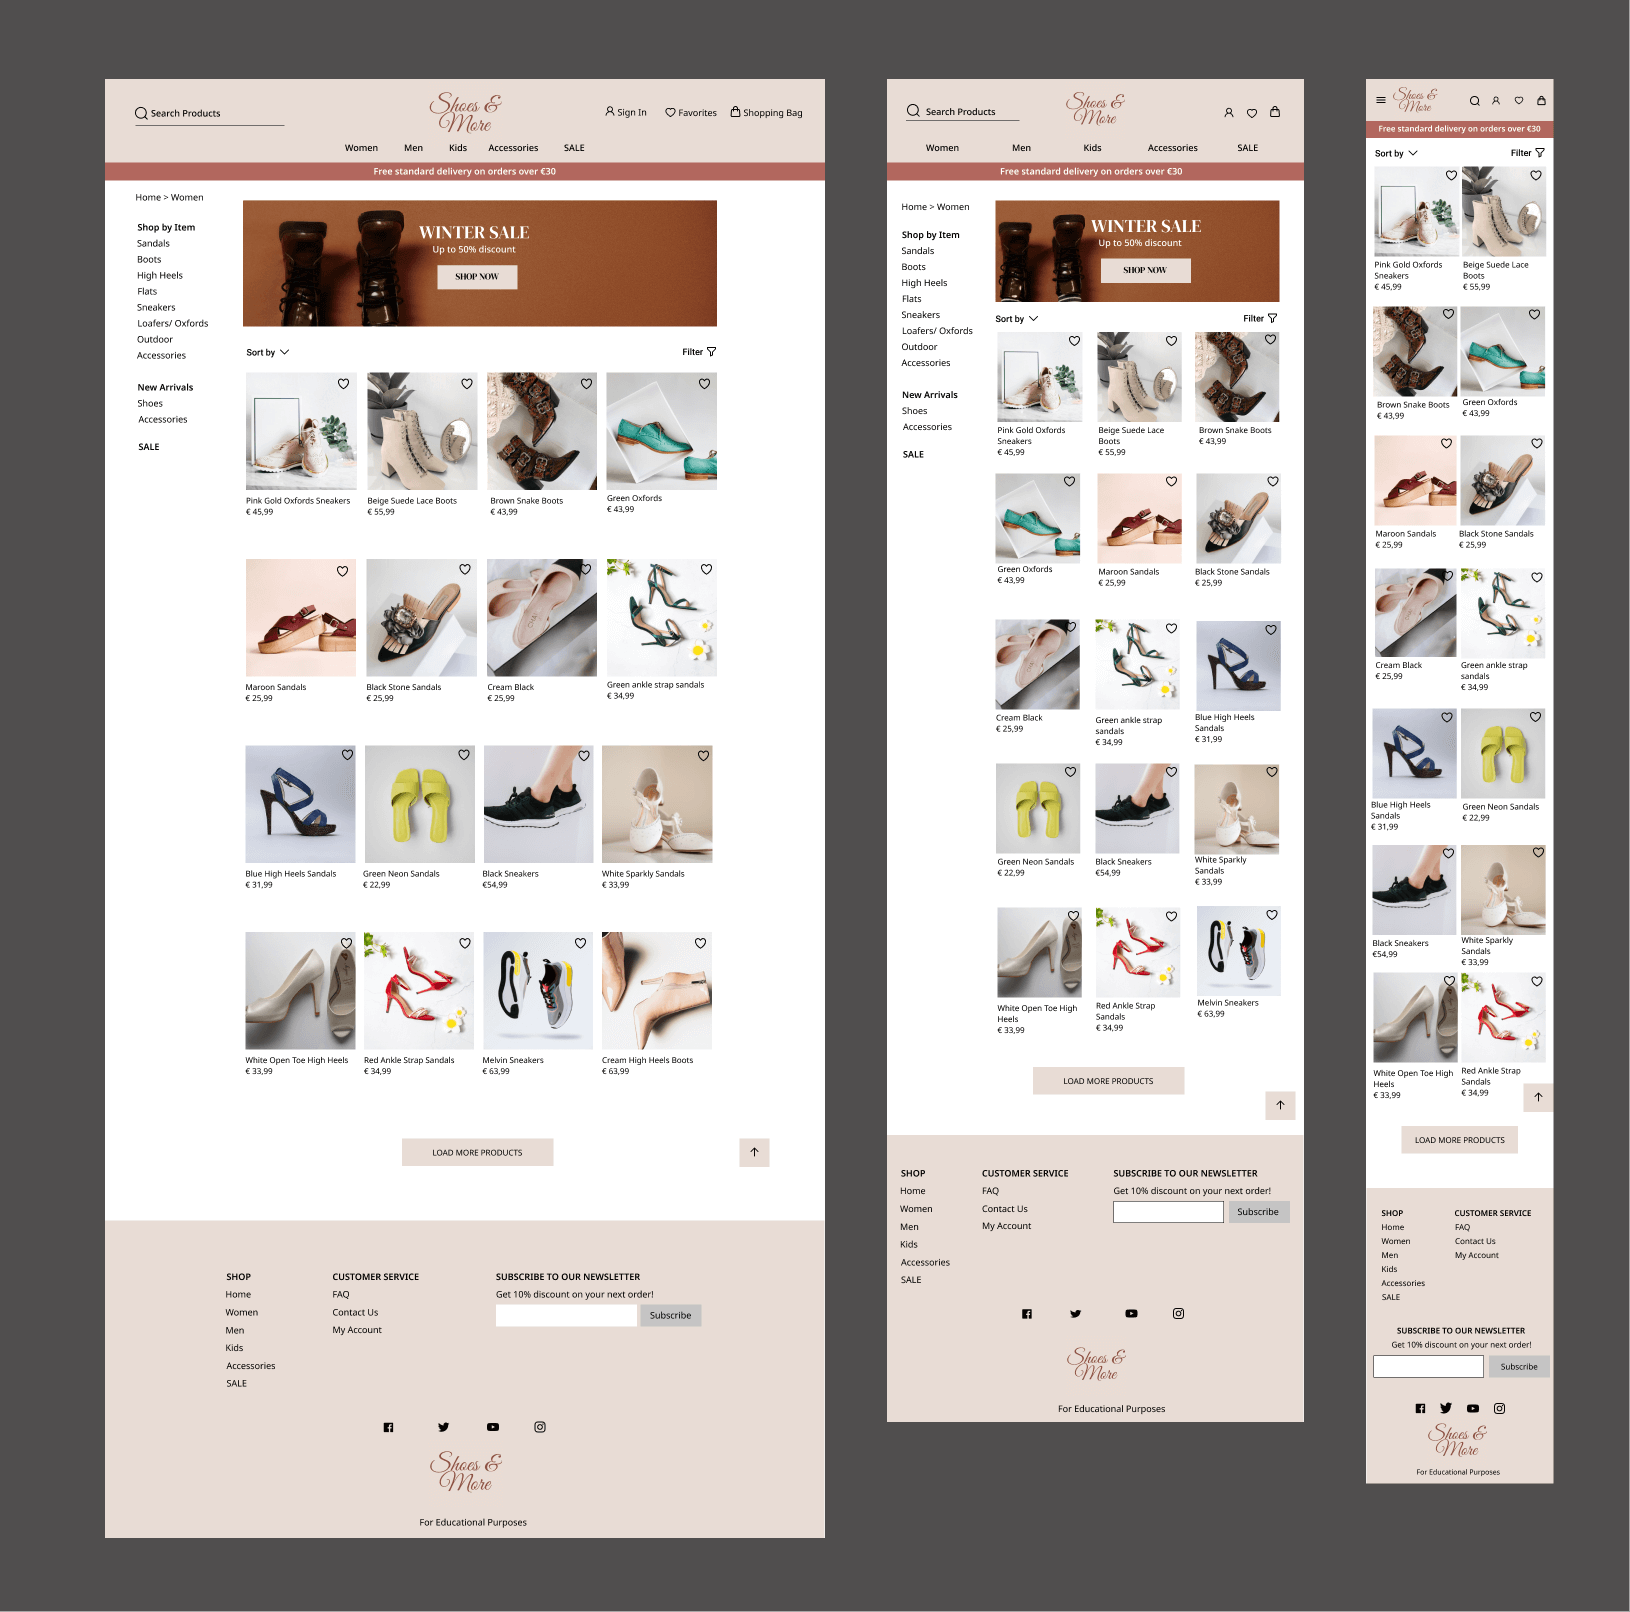 Search Products
Shoes &
More
Sign In
Favorites
Shopping Bag
Women
Men
Kids
Accessories
SALE
Free standard delivery on orders over €30
Home > Women
Shop by Item
Sandals
Boots
High Heels
Flats
Sneakers
Loafers/ Oxfords
Outdoor
Accessories
New Arrivals
Shoes
Accessories
SALE
WINTER SALE
Up to 50% discount
SHOP NOW
Sort by
Filter
Pink Gold Oxfords Sneakers
€ 45,99
Beige Suede Lace Boots
€ 55,99
Brown Snake Boots
€ 43,99
Green Oxfords
€ 43,99
Maroon Sandals
€ 25,99
Black Stone Sandals
€ 25,99
Cream Black
€ 25,99
Green ankle strap sandals
€ 34,99
Blue High Heels Sandals
€ 31,99
Green Neon Sandals
€ 22,99
Black Sneakers
€54,99
White Sparkly Sandals
€ 33,99
White Open Toe High Heels
€ 33,99
Red Ankle Strap Sandals
€ 34,99
Melvin Sneakers
€ 63,99
Cream High Heels Boots
€ 63,99
LOAD MORE PRODUCTS
SHOP
Home
Women
Men
Kids
Accessories
SALE
CUSTOMER SERVICE
FAQ
Contact Us
My Account
SUBSCRIBE TO OUR NEWSLETTER
Get 10% discount on your next order!
Subscribe
Shoes &
More
For Educational Purposes
Search Products
Shoes &
More
Women
Men
Kids
Accessories
SALE
Free standard delivery on orders over €30
Home > Women
Shop by Item
Sandals
Boots
High Heels
Flats
Sneakers
Loafers/ Oxfords
Outdoor
Accessories
New Arrivals
Shoes
Accessories
SALE
WINTER SALE
Up to 50% discount
SHOP NOW
Sort by
Filter
Pink Gold Oxfords
Sneakers
€ 45,99
Beige Suede Lace
Boots
€ 55,99
Brown Snake Boots
€ 43,99
Green Oxfords
€ 43,99
Maroon Sandals
€ 25,99
Black Stone Sandals
€ 25,99
Cream Black
€ 25,99
Green ankle strap
sandals
€ 34,99
Blue High Heels
Sandals
€ 31,99
Green Neon Sandals
€ 22,99
Black Sneakers
€54,99
White Sparkly
Sandals
€ 33,99
White Open Toe High
Heels
€ 33,99
Red Ankle Strap
Sandals
€ 34,99
Melvin Sneakers
€ 63,99
LOAD MORE PRODUCTS
SHOP
Home
Women
Men
Kids
Accessories
SALE
CUSTOMER SERVICE
FAQ
Contact Us
My Account
SUBSCRIBE TO OUR NEWSLETTER
Get 10% discount on your next order!
Subscribe
Shoes &
More
For Educational Purposes
Shoes &
More
Free standard delivery on orders over €30
Sort by
Filter
Pink Gold Oxfords
Sneakers
€ 45,99
Beige Suede Lace
Boots
€ 55,99
Brown Snake Boots
€ 43,99
Green Oxfords
€ 43,99
Maroon Sandals
€ 25,99
Black Stone Sandals
€ 25,99
Cream Black
€ 25,99
Green ankle strap
sandals
€ 34,99
Blue High Heels
Sandals
€ 31,99
Green Neon Sandals
€ 22,99
Black Sneakers
€54,99
White Sparkly
Sandals
€ 33,99
White Open Toe High
Heels
€ 33,99
Red Ankle Strap
Sandals
€ 34,99
LOAD MORE PRODUCTS
SHOP
Home
Women
Men
Kids
Accessories
SALE
CUSTOMER SERVICE
FAQ
Contact Us
My Account
SUBSCRIBE TO OUR NEWSLETTER
Get 10% discount on your next order!
Subscribe
Shoes &
More
For Educational Purposes